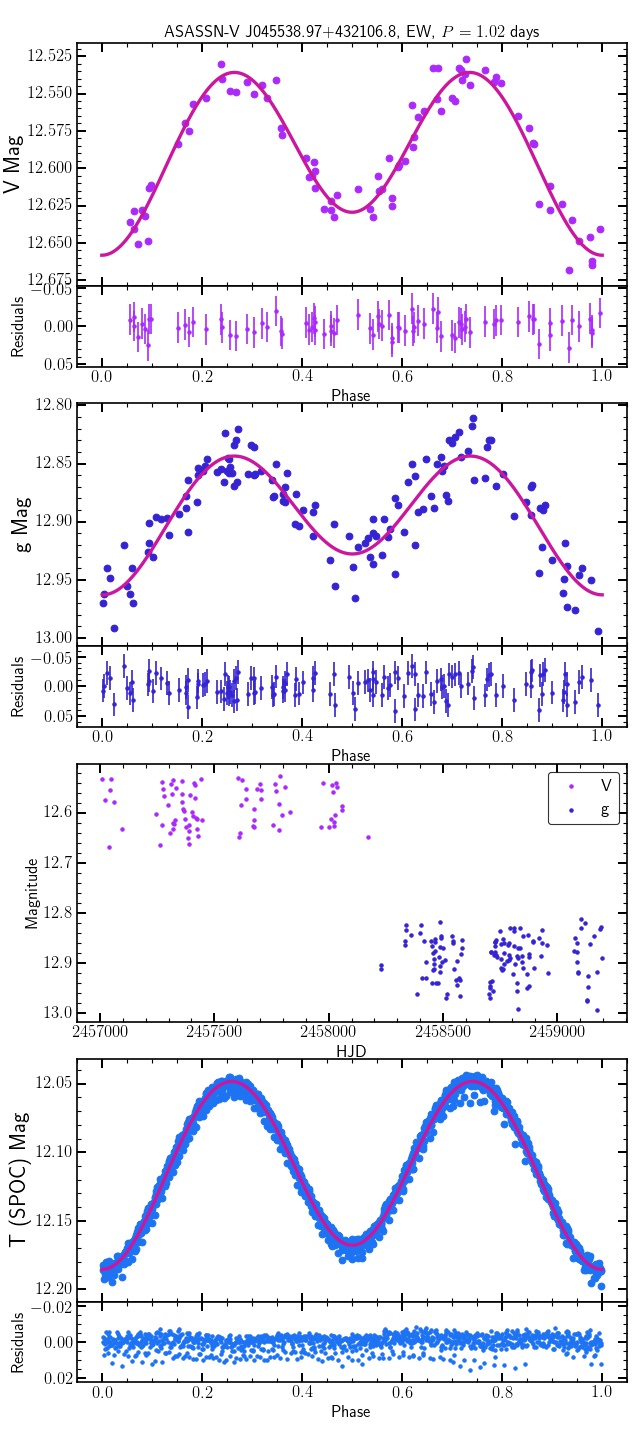 ASASSN-V J045538.97+432106.8, EW, P = 1.02 days
V Mag
12.525
12.550
12.575
12.600
12.625
12.650
12.675
Residuals
−0.05
0.00
0.05
0.0 0.2 0.4 0.6 0.8 1.0
Phase
g Mag
12.80
12.85
12.90
12.95
13.00
Residuals
−0.05
0.00
0.05
0.0 0.2 0.4 0.6 0.8 1.0
Phase
Magnitude
12.6
12.7
12.8
12.9
13.0
V
g
2457000 2457500 2458000 2458500 2459000
HJD
T (SPOC) Mag
12.05
12.10
12.15
12.20
Residuals
−0.02
0.00
0.02
0.0 0.2 0.4 0.6 0.8 1.0
Phase